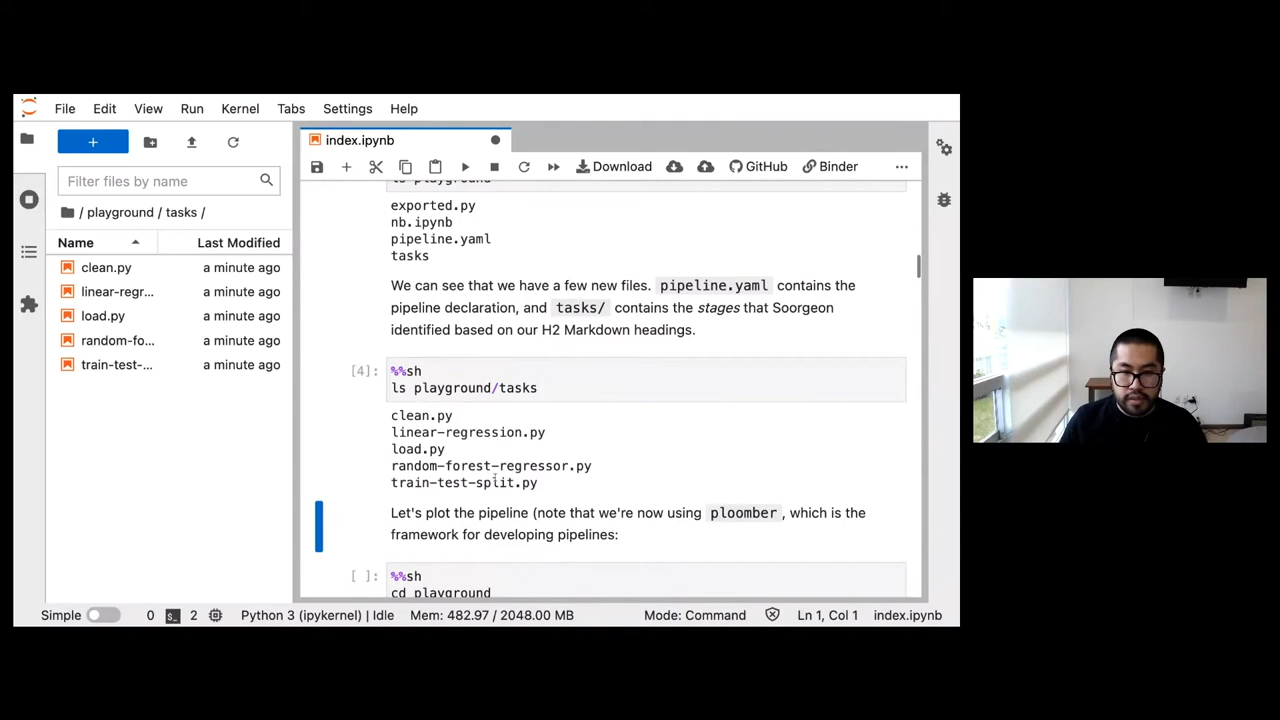 File Edit View Run Kernel Tabs Settings Help
index.ipynb
Download GitHub Binder
Filter files by name
/ playground / tasks /
Name Last Modified
clean.py a minute ago
linear-regr... a minute ago
load.py a minute ago
random-fo... a minute ago
train-test-... a minute ago
ls playground
exported.py
nb.ipynb
pipeline.yaml
tasks
We can see that we have a few new files. pipeline.yaml contains the
pipeline declaration, and tasks/ contains the stages that Soorgeon
identified based on our H2 Markdown headings.
[4]: %%sh
ls playground/tasks
clean.py
linear-regression.py
load.py
random-forest-regressor.py
train-test-split.py
Let's plot the pipeline (note that we're now using ploomber, which is the
framework for developing pipelines:
[ ]: %%sh
cd playground
Simple 0 2 Python 3 (ipykernel) | Idle Mem: 482.97 / 2048.00 MB Mode: Command Ln 1, Col 1 index.ipynb